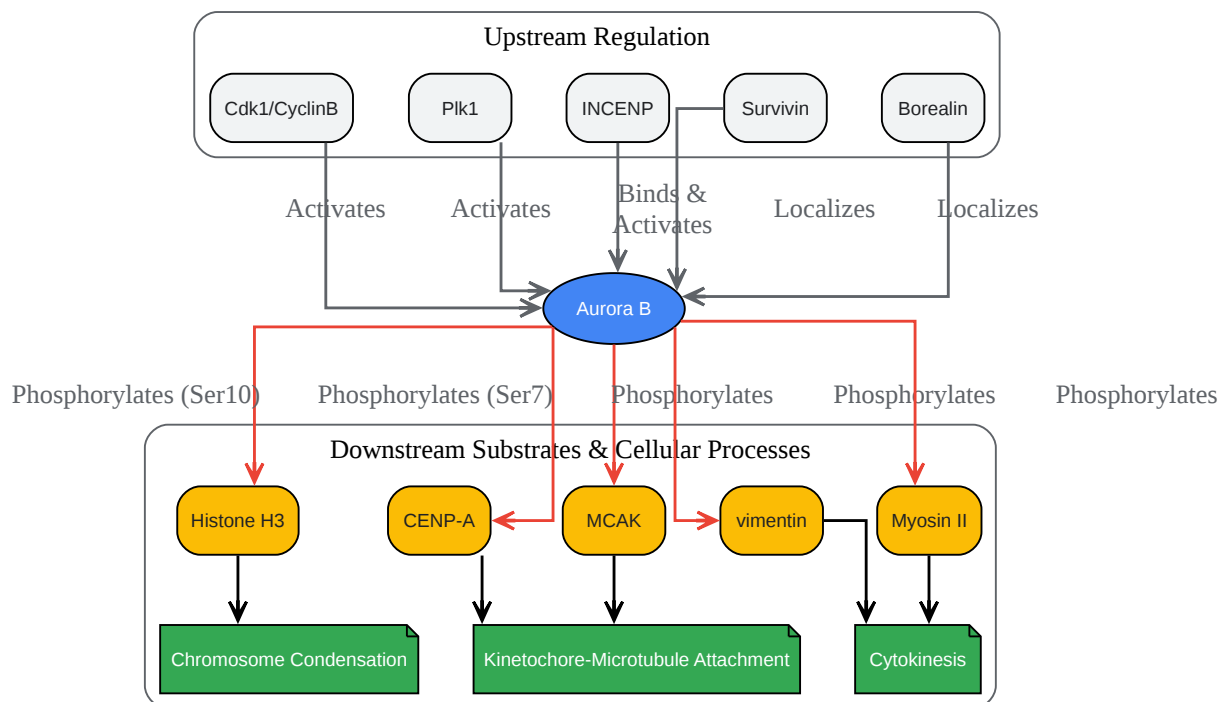 Upstream Regulation
Cdk1/CyclinB
Plk1
INCENP
Survivin
Borealin
Activates
Activates
Binds &
Activates
Localizes
Localizes
Aurora B
Phosphorylates (Ser10)
Phosphorylates (Ser7)
Phosphorylates
Phosphorylates
Phosphorylates
Downstream Substrates & Cellular Processes
Histone H3
CENP-A
MCAK
vimentin
Myosin II
Chromosome Condensation
Kinetochore-Microtubule Attachment
Cytokinesis